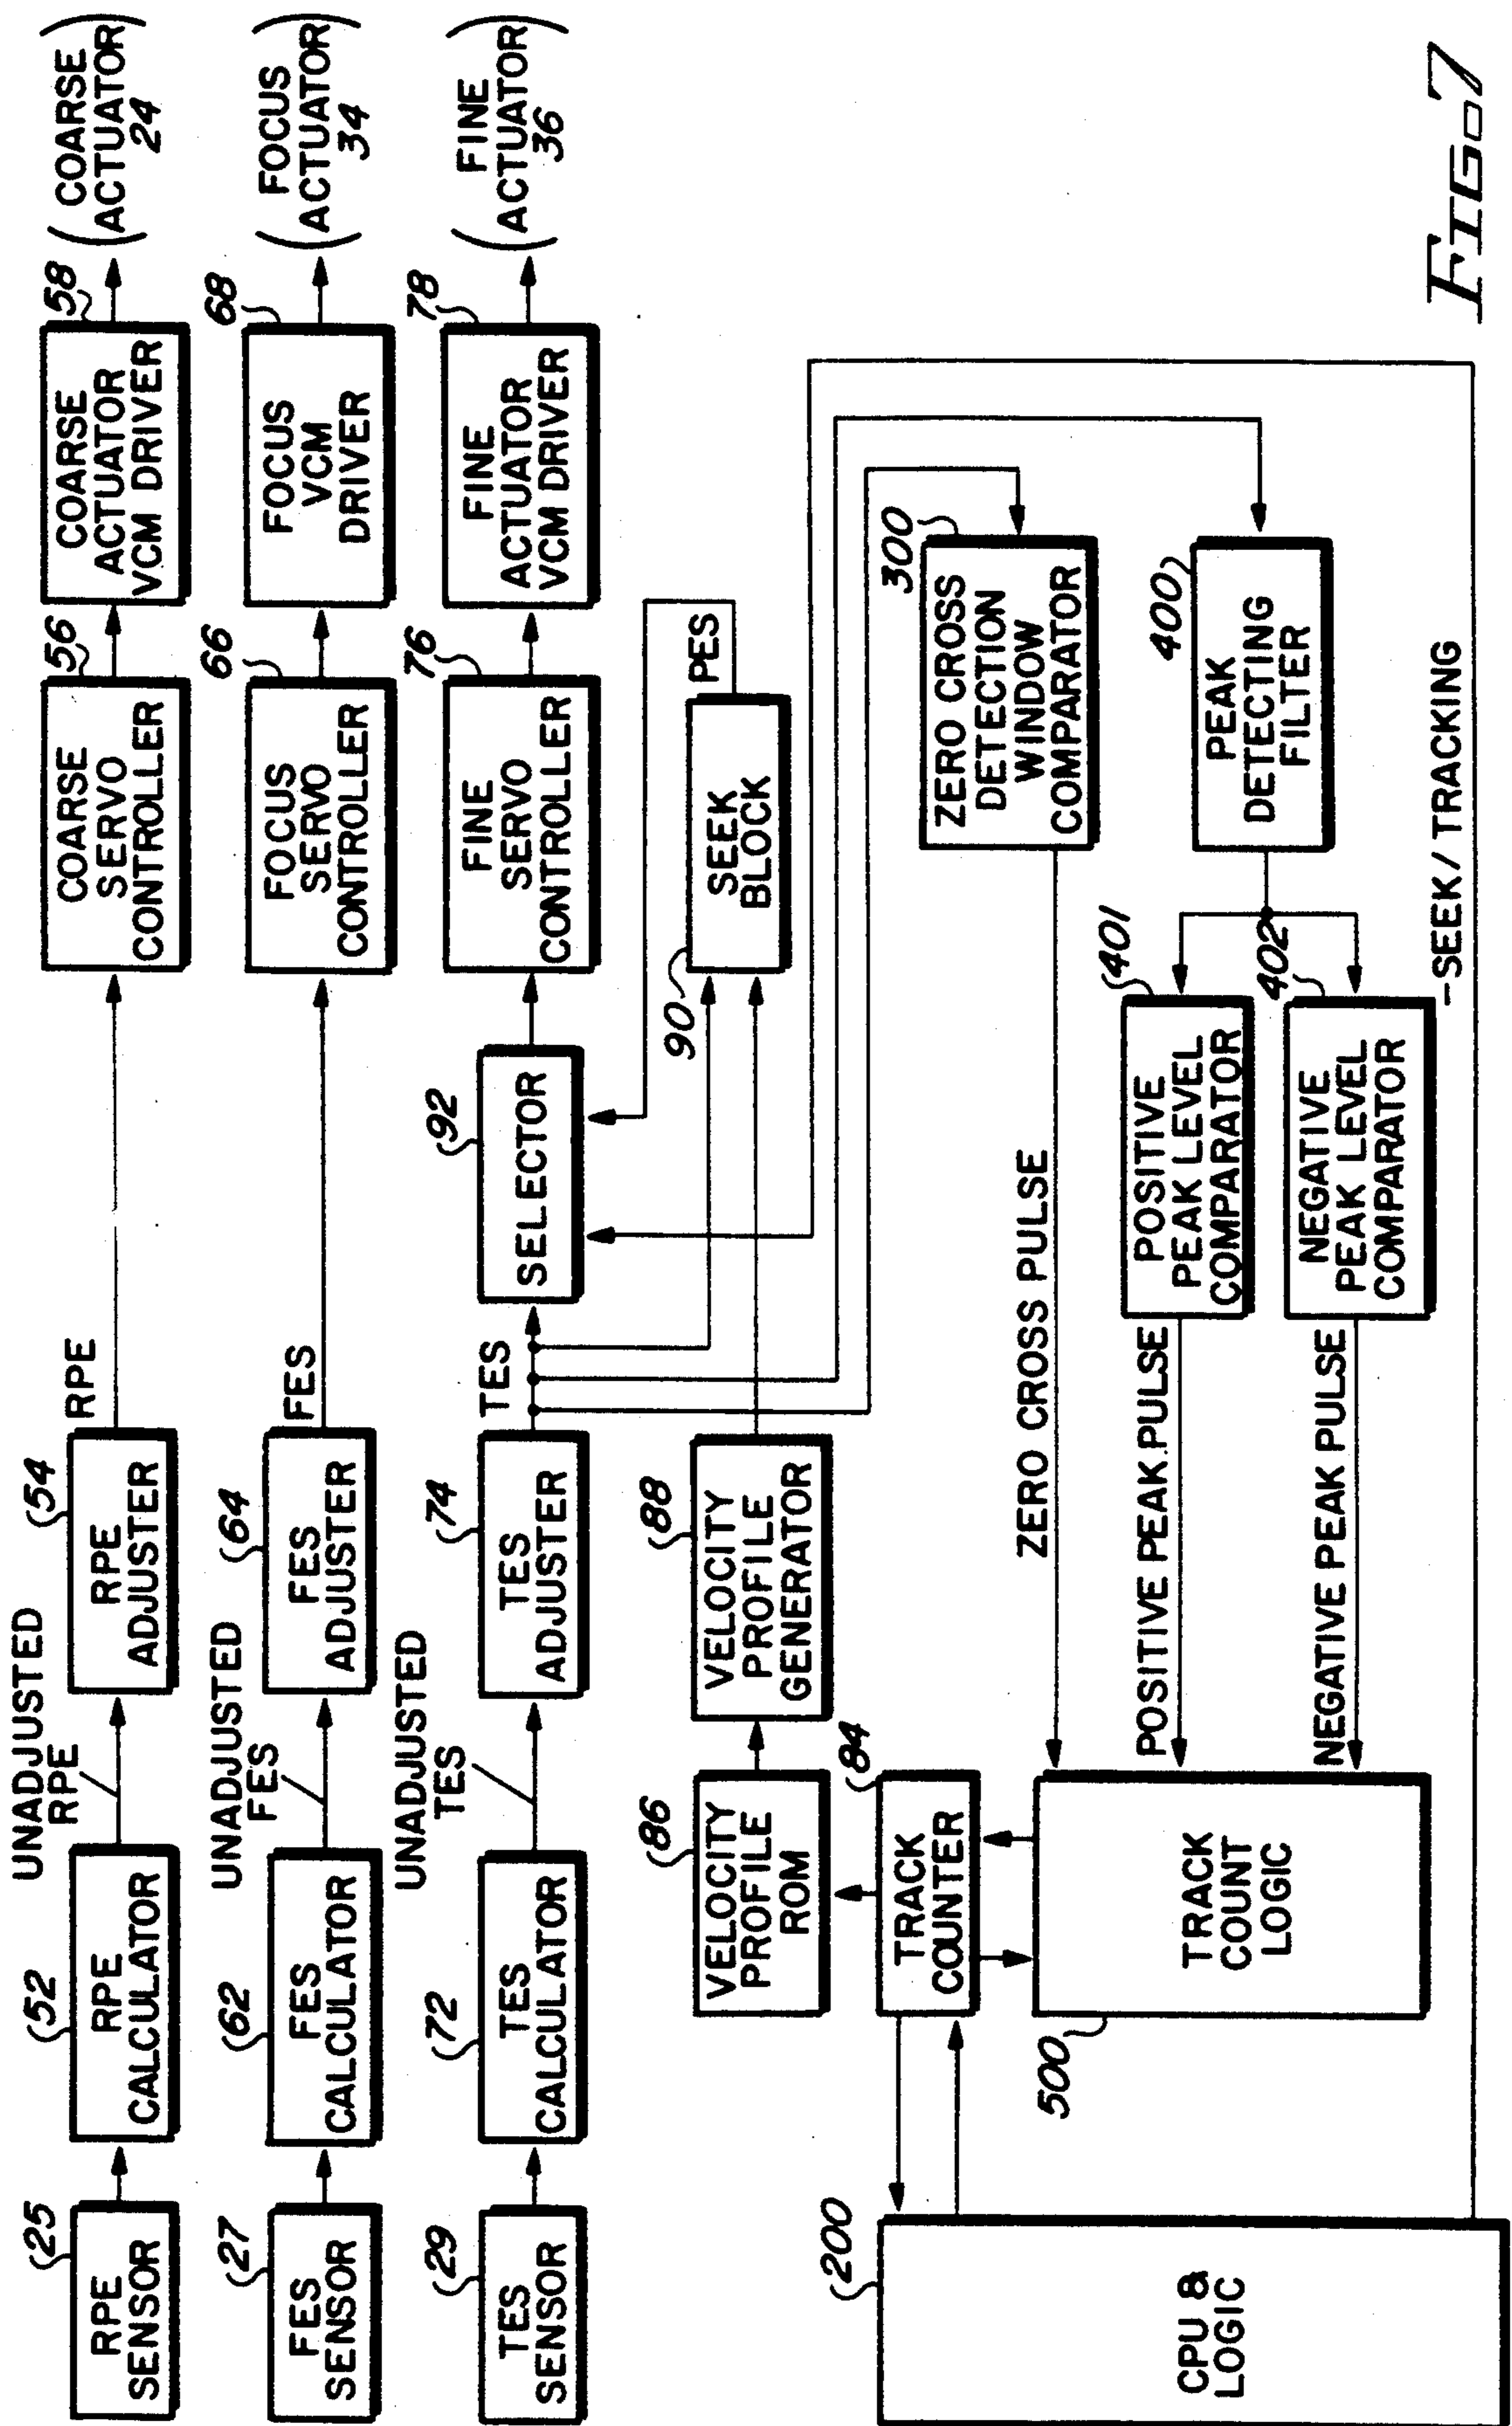 25
RPE
SENSOR
52
RPE
CALCULATOR
UNADJUSTED
RPE
54
RPE
ADJUSTER
RPE
56
COARSE
SERVO
CONTROLLER
58
COARSE
ACTUATOR
VCM DRIVER
(COARSE
ACTUATOR)
24
27
FES
SENSOR
62
FES
CALCULATOR
UNADJUSTED
FES
64
FES
ADJUSTER
FES
66
FOCUS
SERVO
CONTROLLER
68
FOCUS
VCM
DRIVER
(FOCUS
ACTUATOR)
34
29
TES
SENSOR
72
TES
CALCULATOR
UNADJUSTED
TES
74
TES
ADJUSTER
TES
92
SELECTOR
76
FINE
SERVO
CONTROLLER
78
FINE
ACTUATOR
VCM DRIVER
(FINE
ACTUATOR)
36
86
VELOCITY
PROFILE
ROM
88
VELOCITY
PROFILE
GENERATOR
90
SEEK
BLOCK
PES
200
CPU &
LOGIC
84
TRACK
COUNTER
500
TRACK
COUNT
LOGIC
ZERO CROSS PULSE
300
ZERO CROSS
DETECTION
WINDOW
COMPARATOR
POSITIVE PEAK PULSE
401
POSITIVE
PEAK LEVEL
COMPARATOR
400
PEAK
DETECTING
FILTER
NEGATIVE PEAK PULSE
402
NEGATIVE
PEAK LEVEL
COMPARATOR
-SEEK/TRACKING
FIG. 7